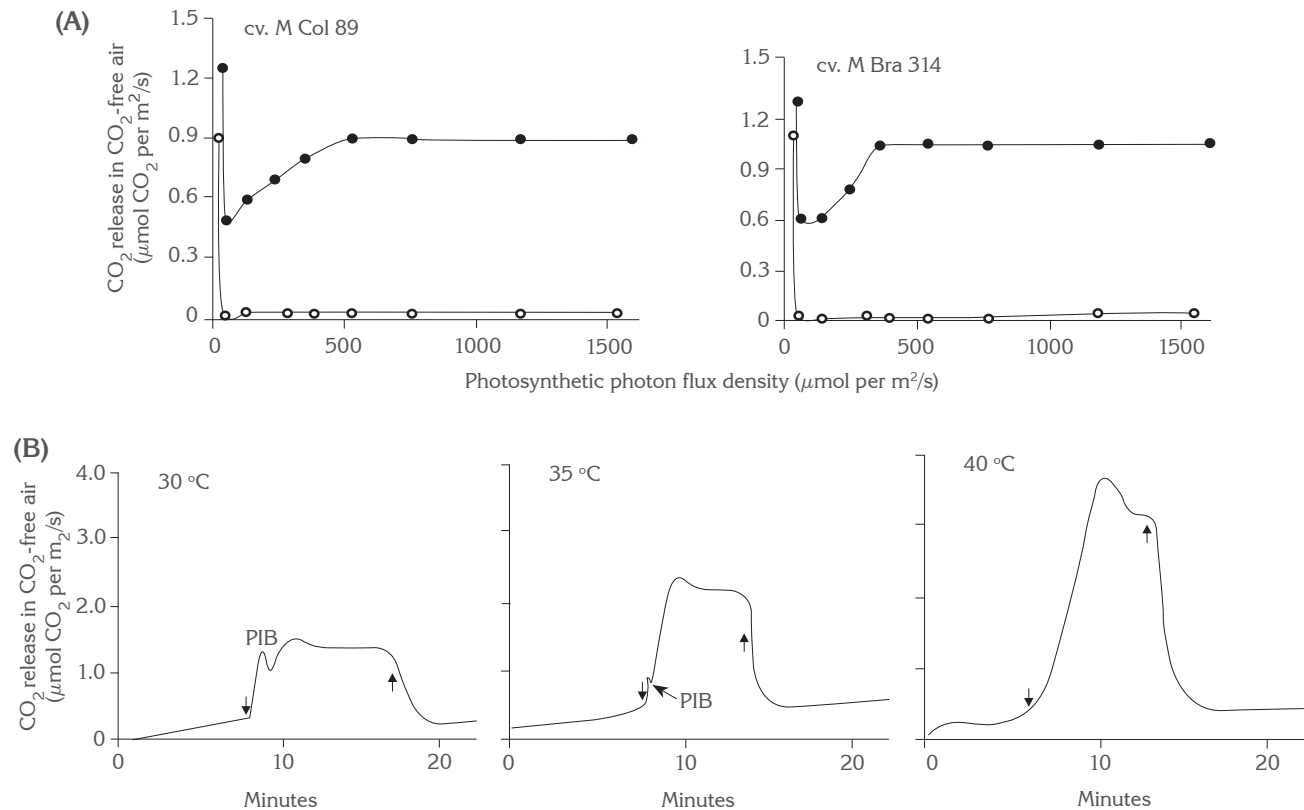 (A)
CO2 release in CO2-free air
(μmol CO2 per m²/s)
cv. M Col 89
1.5
1.2
0.9
0.6
0.3
0
0
500
1000
1500
cv. M Bra 314
1.5
1.2
0.9
0.6
0.3
0
0
500
1000
1500
Photosynthetic photon flux density (μmol per m²/s)
(B)
CO2 release in CO2-free air
(μmol CO2 per m2/s)
30 ºC
4.0
3.0
2.0
1.0
0
PIB
0
10
20
Minutes
35 ºC
PIB
0
10
20
Minutes
40 ºC
0
10
20
Minutes